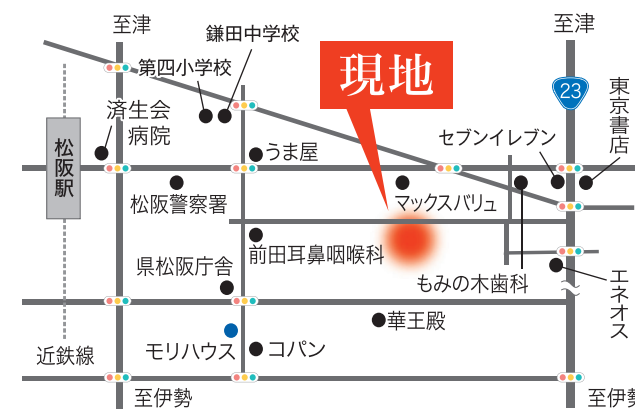 至津
鎌田中学校
至津
第四小学校
現地
23
東京書店
済生会
病院
セブンイレブン
うま屋
松阪駅
松阪警察署
マックスバリュ
前田耳鼻咽喉科
県松阪庁舎
もみの木歯科
エネオス
華王殿
近鉄線
モリハウス
コパン
至伊勢
至伊勢